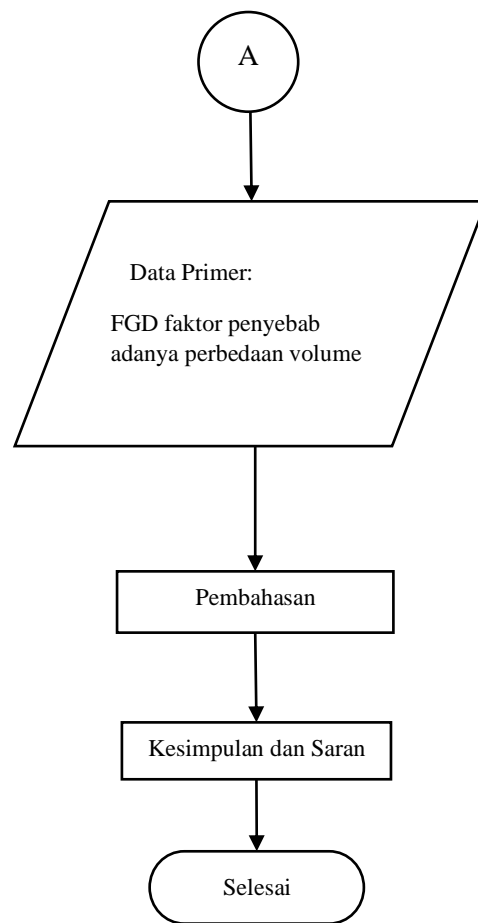 A
Data Primer:
FGD faktor penyebab
adanya perbedaan volume
Pembahasan
Kesimpulan dan Saran
Selesai